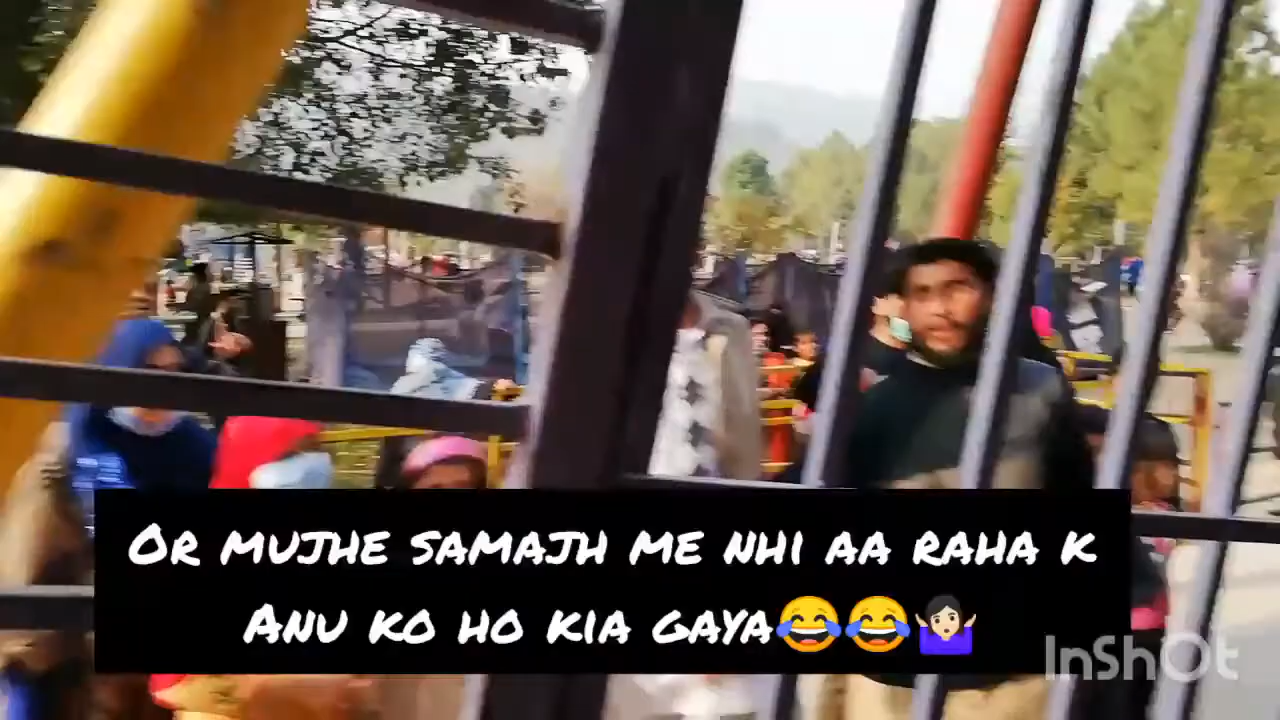 OR MUJHE SAMAJH ME NHI AA RAHA K
ANU KO HO KIA GAYA😂😂🤷🏻‍♀️
InShOt